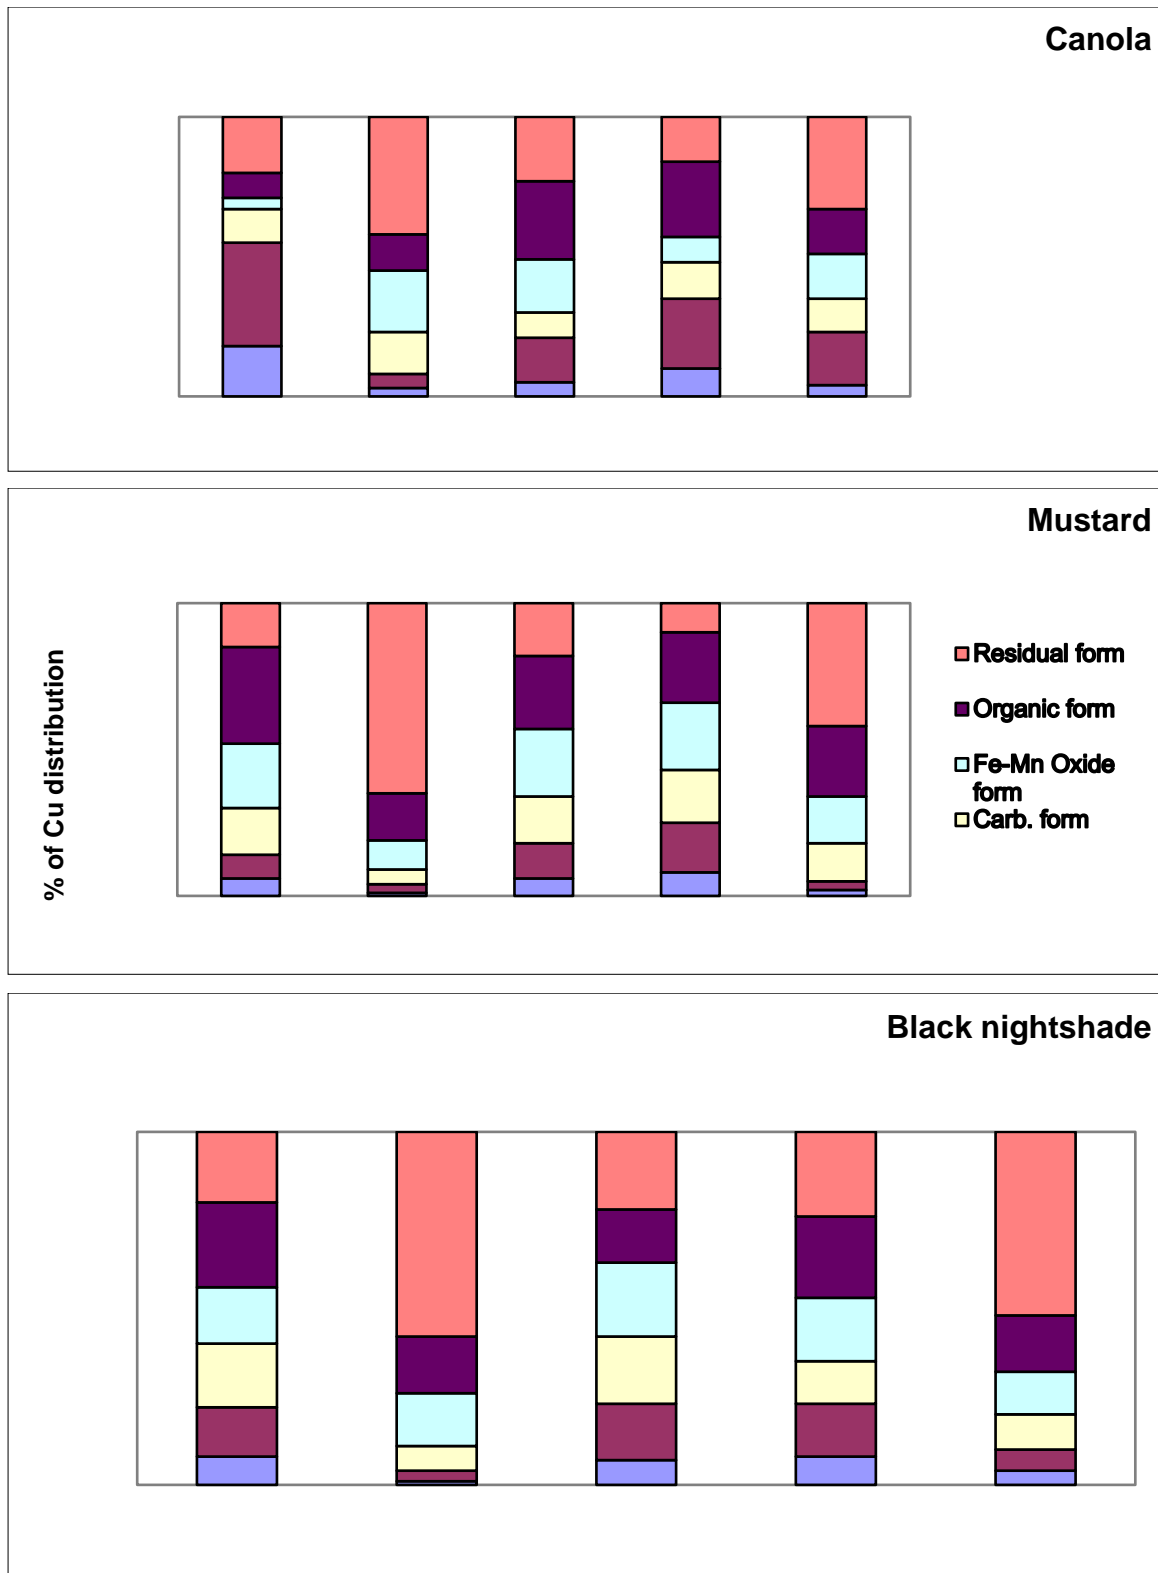 Canola
Mustard
% of Cu distribution
Residual form
Organic form
Fe-Mn Oxide
form
Carb. form
Black nightshade